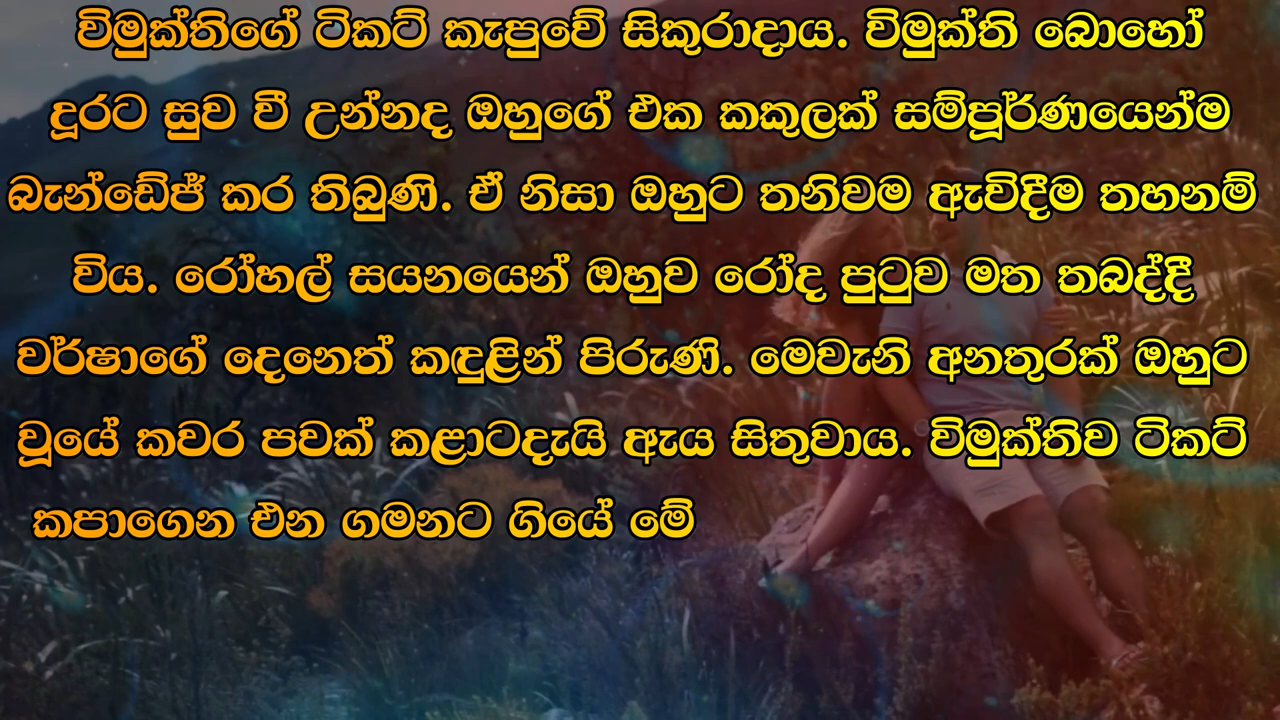 විමුක්තිගේ ටිකට් කැපුවේ සිකුරාදාය. විමුක්ති බොහෝ
දූරට සුව වී උන්නද ඔහුගේ එක කකුලක් සම්පූර්ණයෙන්ම
බැන්ඩේජ් කර තිබුණි. ඒ නිසා ඔහුට තනිවම ඇවිදීම තහනම්
විය. රෝහල් සයනයෙන් ඔහුව රෝද පුටුව මත තබද්දී
වර්ෂාගේ දෙනෙත් කඳුළින් පිරුණි. මෙවැනි අනතුරක් ඔහුට
වූයේ කවර පවක් කළාටදැයි ඇය සිතුවාය. විමුක්තිව ටිකට්
කපාගෙන එන ගමනට ගියේ මේ